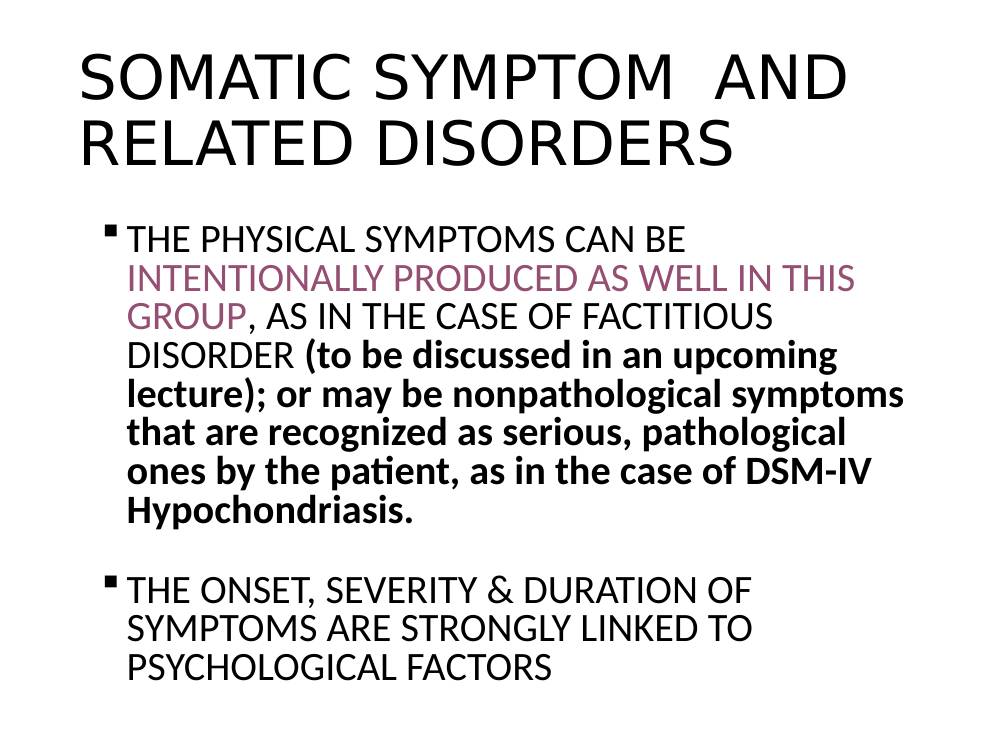 SOMATIC SYMPTOM  AND
RELATED DISORDERS
▪ THE PHYSICAL SYMPTOMS CAN BE
INTENTIONALLY PRODUCED AS WELL IN THIS
GROUP, AS IN THE CASE OF FACTITIOUS
DISORDER (to be discussed in an upcoming
lecture); or may be nonpathological symptoms
that are recognized as serious, pathological
ones by the patient, as in the case of DSM-IV
Hypochondriasis.
▪ THE ONSET, SEVERITY & DURATION OF
SYMPTOMS ARE STRONGLY LINKED TO
PSYCHOLOGICAL FACTORS